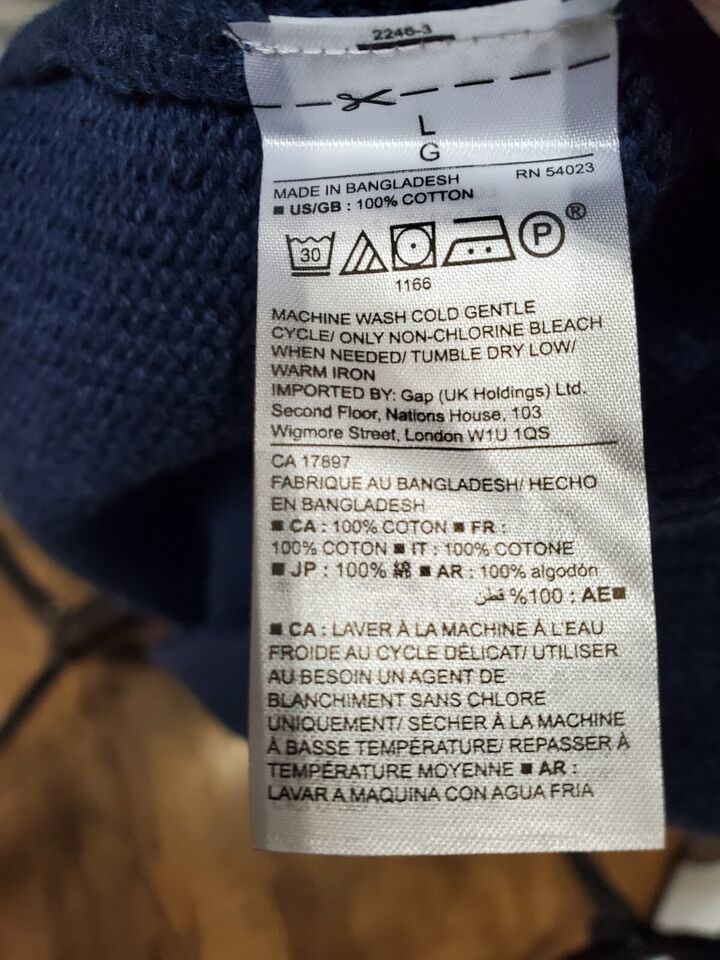 2246-3
L
G
MADE IN BANGLADESH RN 54023
■ US/GB : 100% COTTON
30 P ®
1166
MACHINE WASH COLD GENTLE
CYCLE/ ONLY NON-CHLORINE BLEACH
WHEN NEEDED/ TUMBLE DRY LOW/
WARM IRON
IMPORTED BY: Gap (UK Holdings) Ltd.
Second Floor, Nations House, 103
Wigmore Street, London W1U 1QS
CA 17897
FABRIQUE AU BANGLADESH/ HECHO
EN BANGLADESH
■ CA : 100% COTON ■ FR :
100% COTON ■ IT : 100% COTONE
■ JP : 100% 綿 ■ AR : 100% algodón
■AE : 100% قطن
■ CA : LAVER À LA MACHINE À L'EAU
FROIDE AU CYCLE DÉLICAT/ UTILISER
AU BESOIN UN AGENT DE
BLANCHIMENT SANS CHLORE
UNIQUEMENT/ SÉCHER À LA MACHINE
À BASSE TEMPÉRATURE/ REPASSER À
TEMPÉRATURE MOYENNE ■ AR :
LAVAR A MAQUINA CON AGUA FRIA